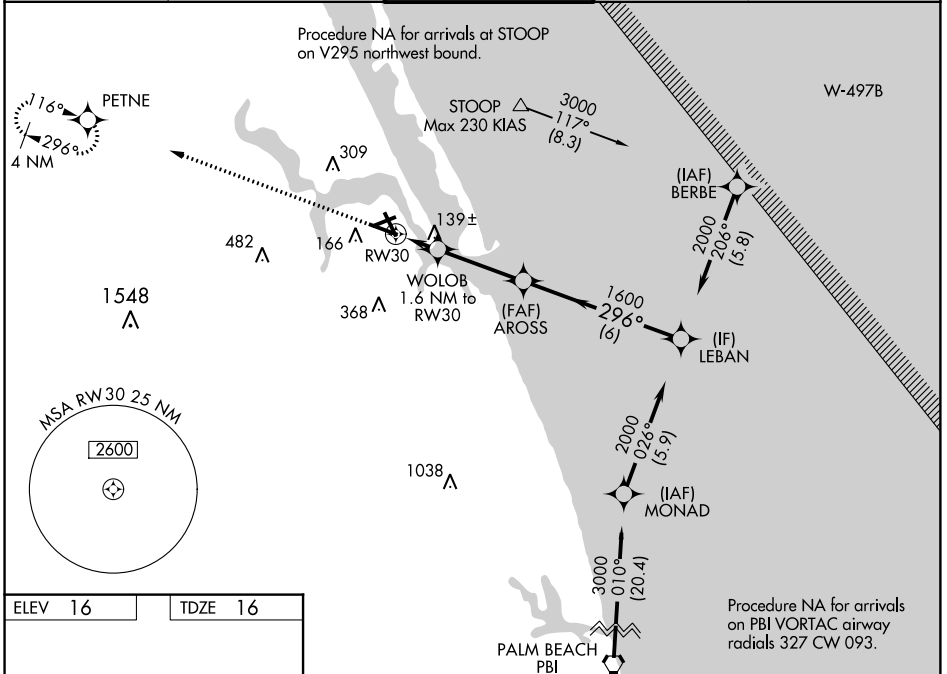 Procedure NA for arrivals at STOOP
on V295 northwest bound.
W-497B
PETNE
116°
296°
4 NM
STOOP
Max 230 KIAS
3000
117°
(8.3)
309
(IAF)
BERBE
2000
206°
(5.8)
139±
166
RW30
482
WOLOB
1.6 NM to
RW30
(FAF)
AROSS
1600
296°
(6)
(IF)
LEBAN
368
1548
MSA RW30 25 NM
2600
2000
026°
(5.9)
1038
(IAF)
MONAD
3000
010°
(20.4)
ELEV 16
TDZE 16
Procedure NA for arrivals
on PBI VORTAC airway
radials 327 CW 093.
PALM BEACH
PBI